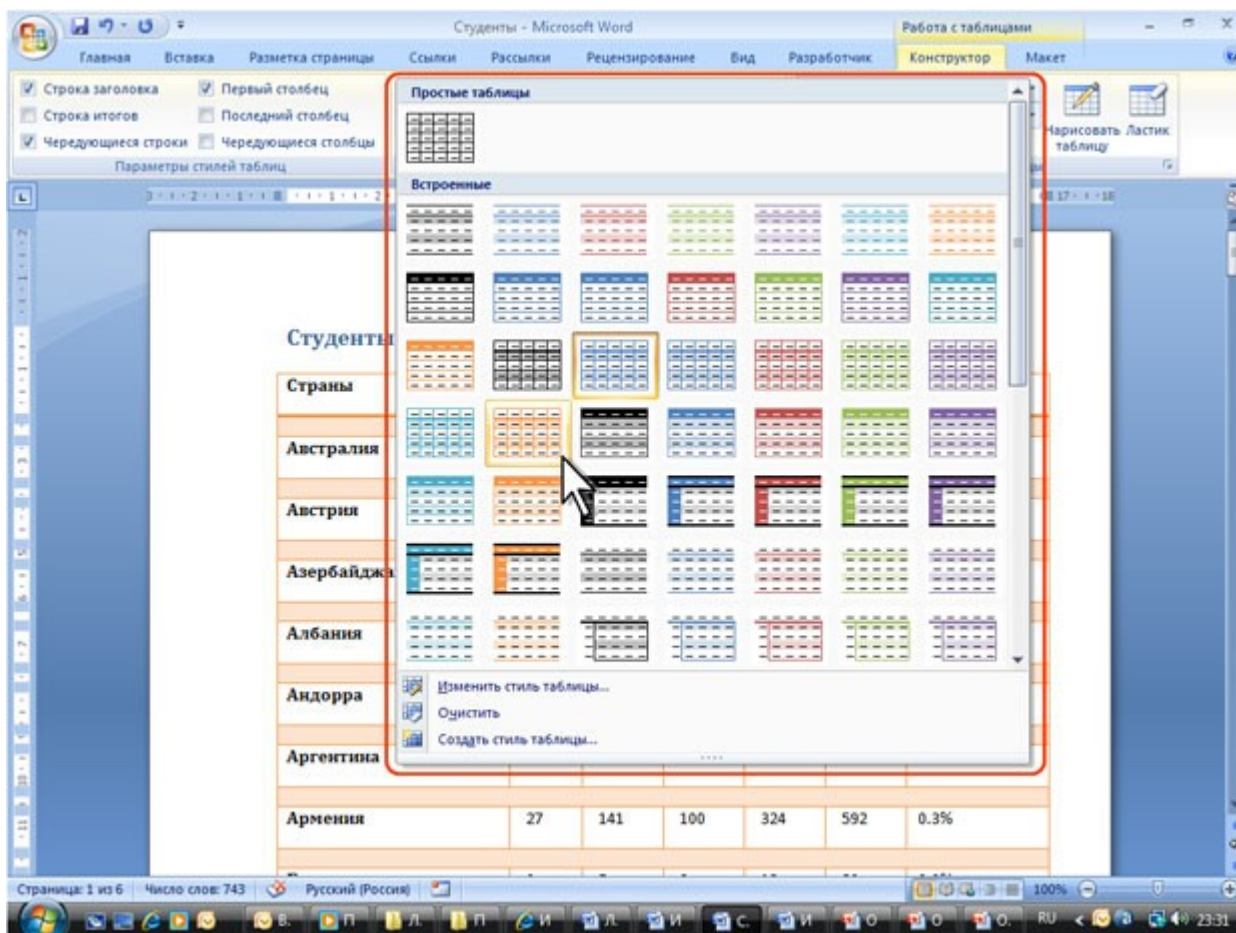 Студенты - Microsoft Word
Работа с таблицами
Главная Вставка Разметка страницы Ссылки Рассылки Рецензирование Вид Разработчик Конструктор Макет
Строка заголовка Первый столбец
Строка итогов Последний столбец
Чередующиеся строки Чередующиеся столбцы
Параметры стилей таблиц
Нарисовать таблицу
Ластик
Простые таблицы
Встроенные
Изменить стиль таблицы...
Очистить
Создать стиль таблицы...
Студенты
Страны
Австралия
Австрия
Азербайджа
Албания
Андорра
Аргентина
Армения 27 141 100 324 592 0.3%
Страница: 1 из 6 Число слов: 743 Русский (Россия) 100%
В. П Л. П И Л. И С. И О О О. RU 23:31